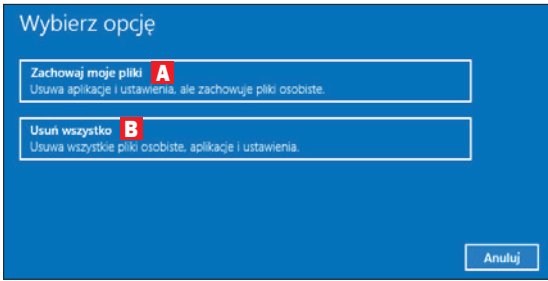 Wybierz opcję
Zachowaj moje pliki A
Usuwa aplikacje i ustawienia, ale zachowuje pliki osobiste.
Usuń wszystko B
Usuwa wszystkie pliki osobiste, aplikacje i ustawienia.
Anuluj